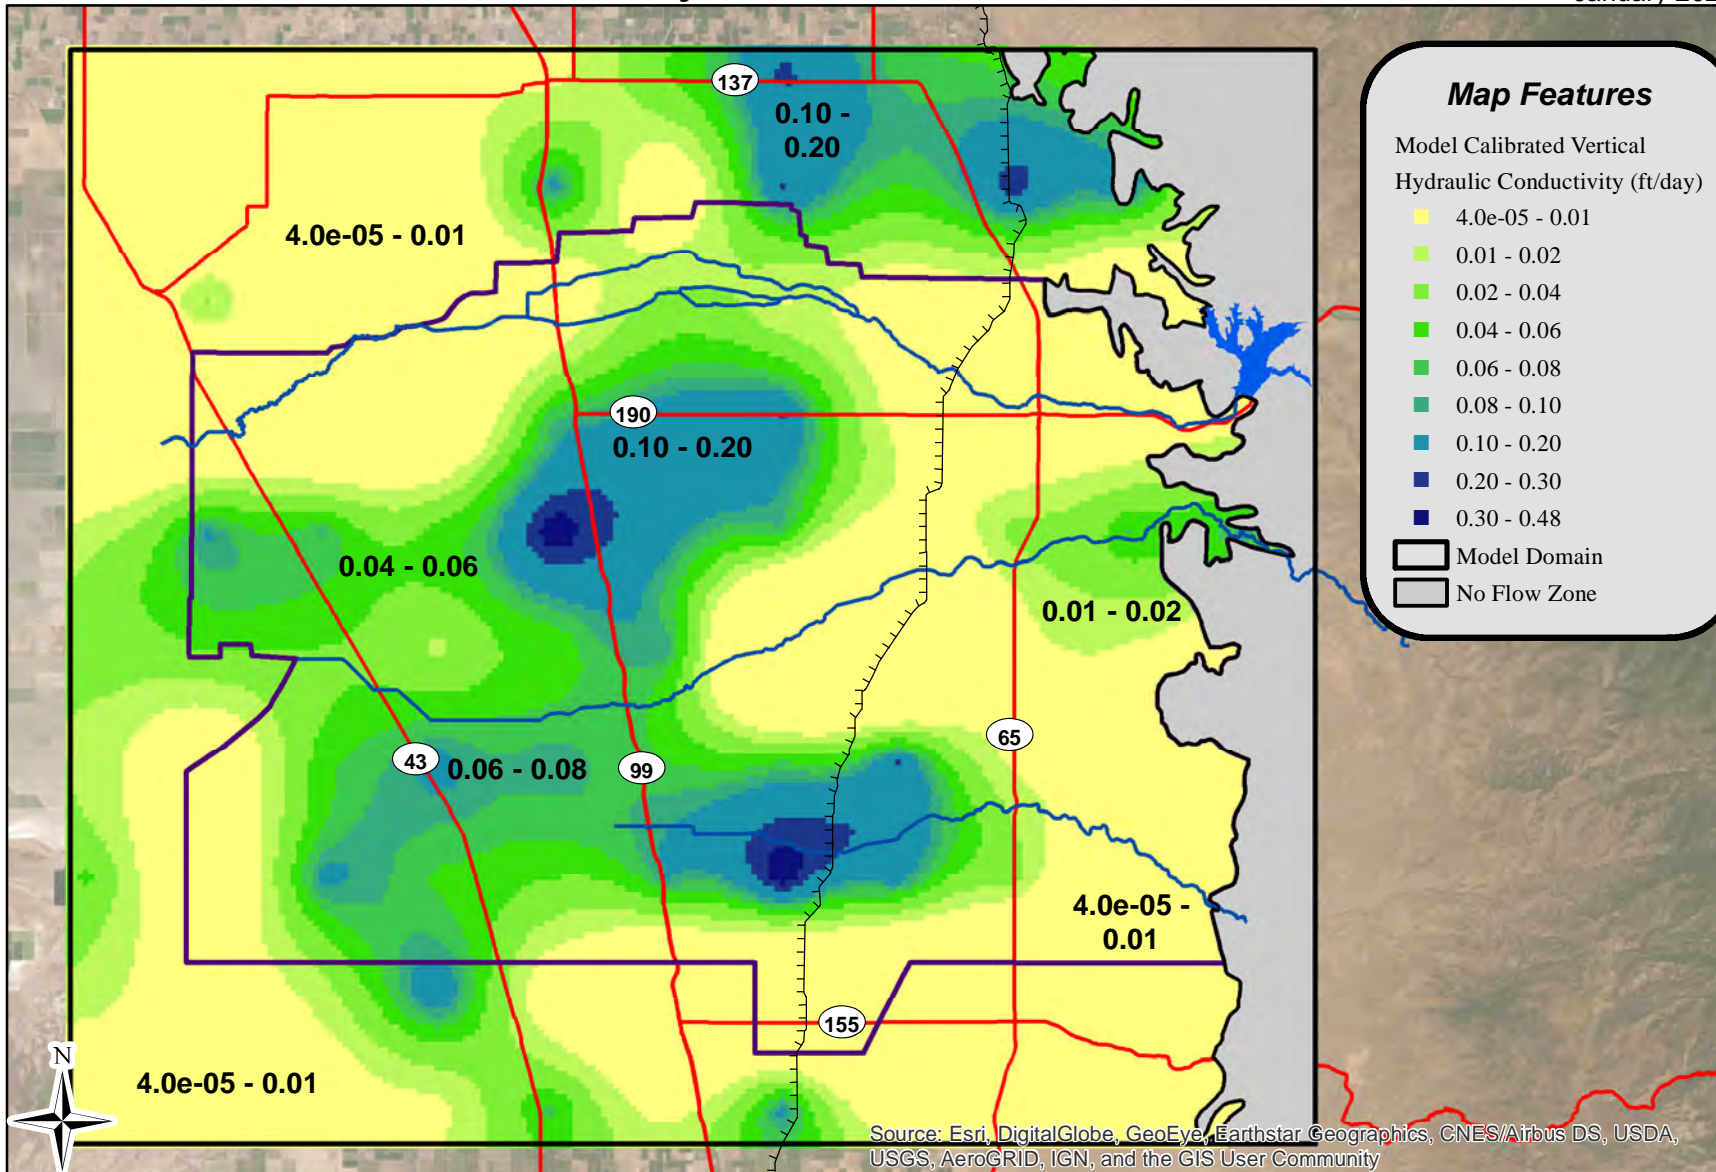 137
0.10 -
0.20
4.0e-05 - 0.01
190
0.10 - 0.20
0.04 - 0.06
0.01 - 0.02
65
43
0.06 - 0.08
99
4.0e-05 -
0.01
155
4.0e-05 - 0.01
N
Map Features
Model Calibrated Vertical
Hydraulic Conductivity (ft/day)
4.0e-05 - 0.01
0.01 - 0.02
0.02 - 0.04
0.04 - 0.06
0.06 - 0.08
0.08 - 0.10
0.10 - 0.20
0.20 - 0.30
0.30 - 0.48
Model Domain
No Flow Zone
Source: Esri, DigitalGlobe, GeoEye, Earthstar Geographics, CNES/Airbus DS, USDA,
USGS, AeroGRID, IGN, and the GIS User Community